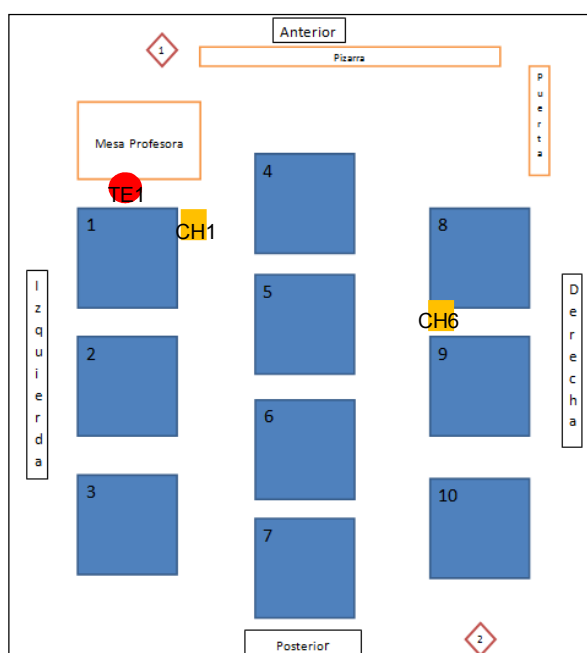 Anterior
1
Pizarra
Puerta
Mesa Profesora
TE1
4
1
CH1
8
Izquierda
Derecha
5
CH6
2
9
6
3
10
7
2
Posterior